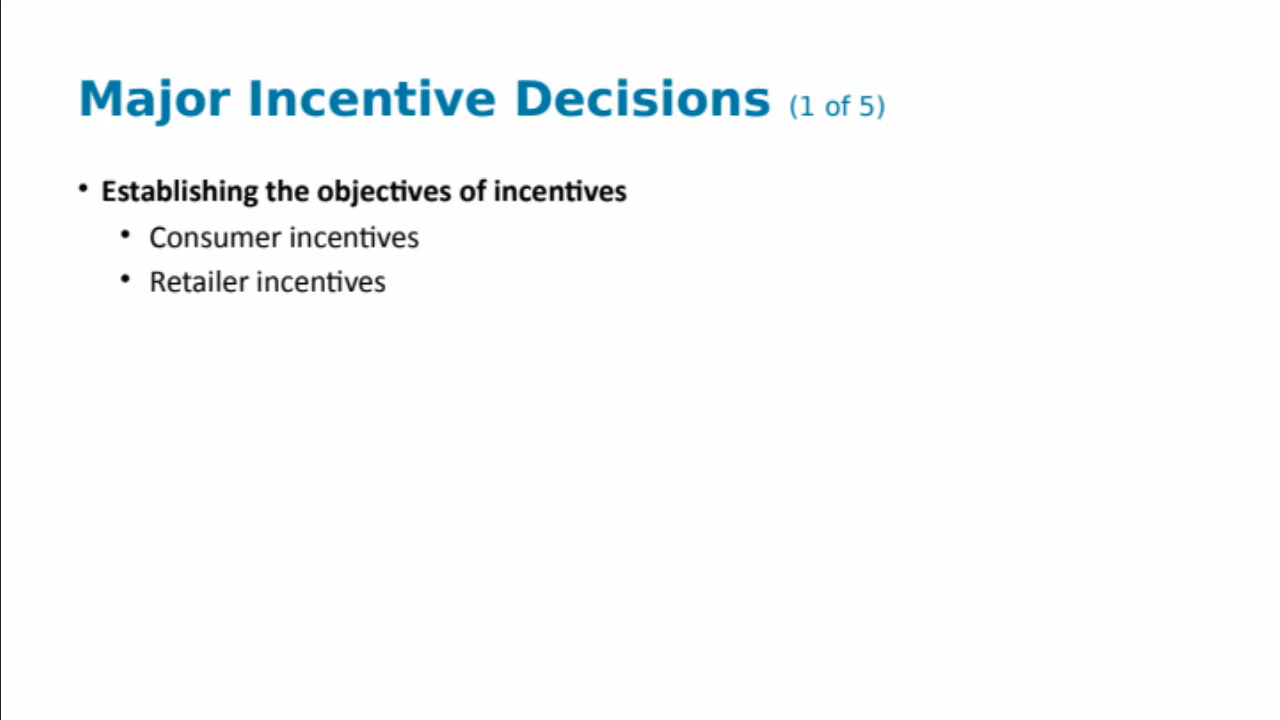 Major Incentive Decisions (1 of 5)
• Establishing the objectives of incentives
• Consumer incentives
• Retailer incentives